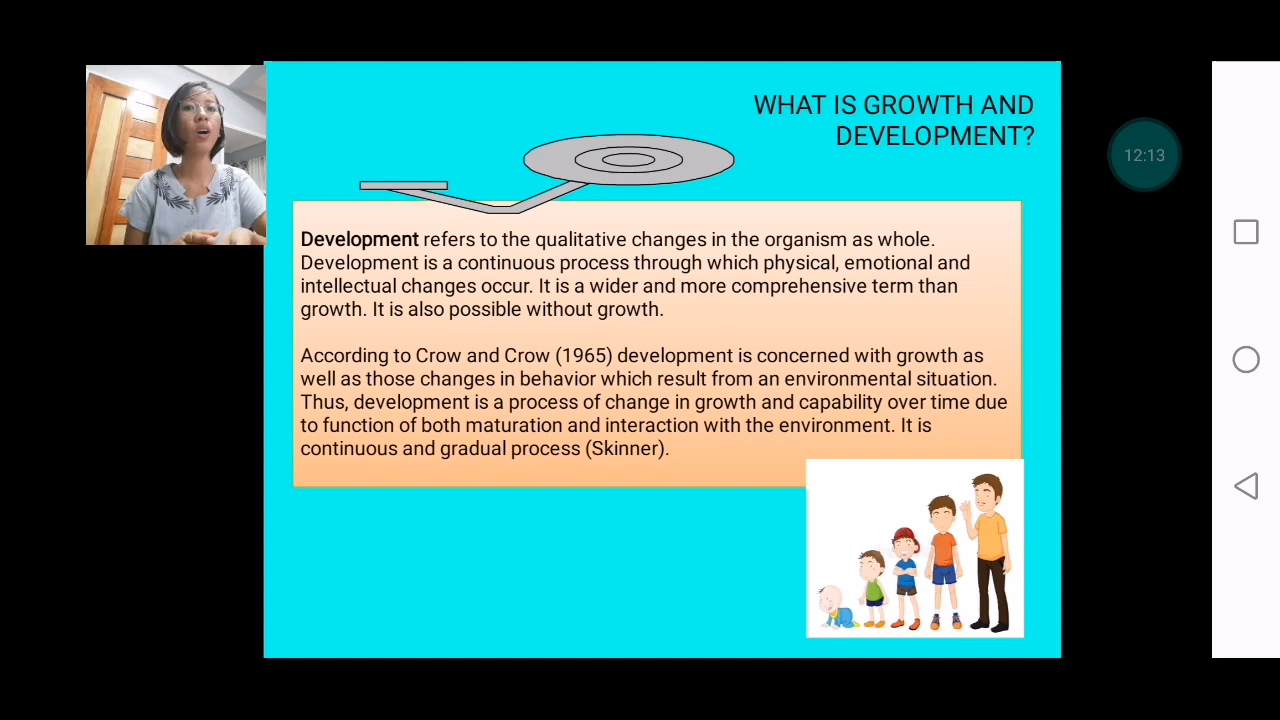 WHAT IS GROWTH AND
DEVELOPMENT?
12:13
Development refers to the qualitative changes in the organism as whole.
Development is a continuous process through which physical, emotional and
intellectual changes occur. It is a wider and more comprehensive term than
growth. It is also possible without growth.
According to Crow and Crow (1965) development is concerned with growth as
well as those changes in behavior which result from an environmental situation.
Thus, development is a process of change in growth and capability over time due
to function of both maturation and interaction with the environment. It is
continuous and gradual process (Skinner).